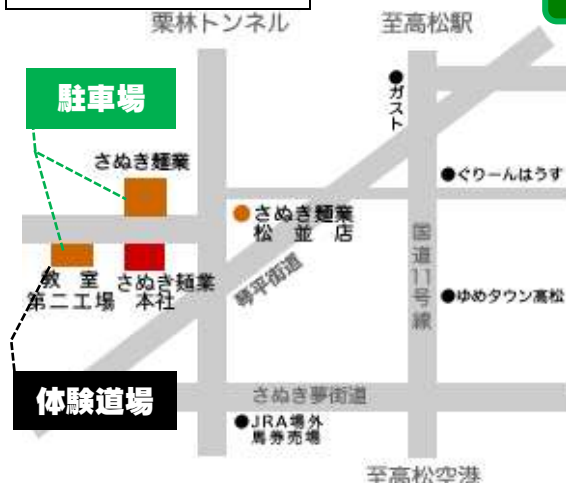 栗林トンネル
至高松駅
駐車場
●ガスト
さぬき麺業
●ぐりーんはうす
さぬき麺業
松並店
国道11号線
教室
第二工場
さぬき麺業
本社
琴平街道
●ゆめタウン高松
体験道場
さぬき夢街道
●JRA場外
馬券売場
至高松空港